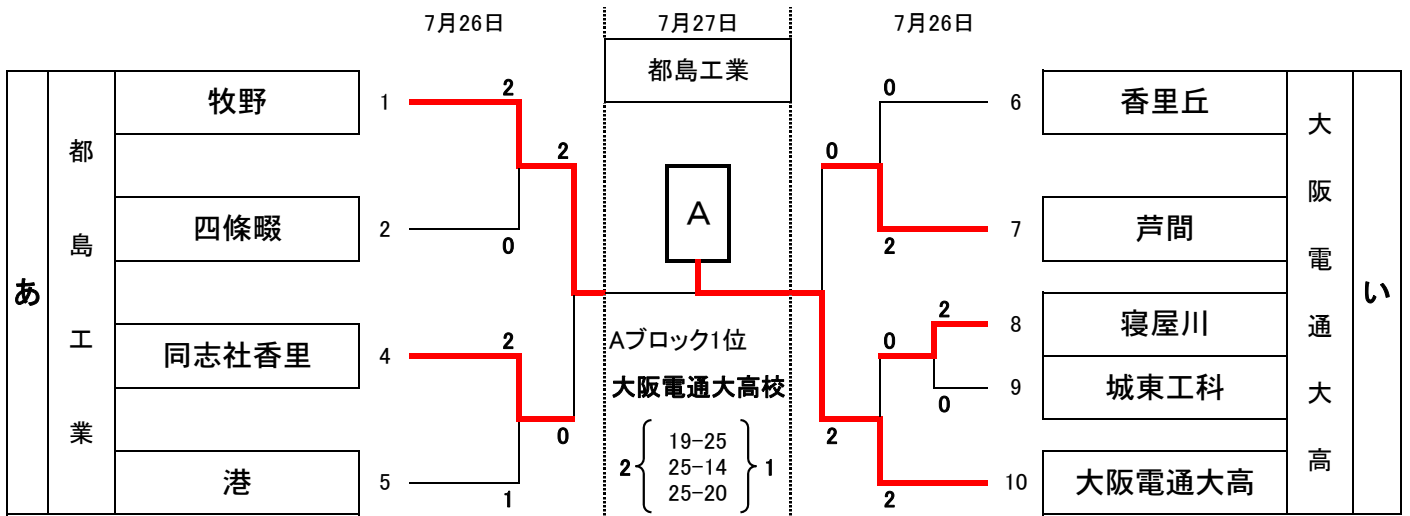 7月26日
7月27日
7月26日
都島工業
あ
都島工業
牧野
1
2
四條畷
2
0
2
同志社香里
4
2
港
5
1
0
A
Aブロック1位
大阪電通大高校
2
19-25
25-14
25-20
1
0
6
香里丘
0
2
7
芦間
2
8
寝屋川
0
0
9
城東工科
2
2
10
大阪電通大高
大阪電通大高
い